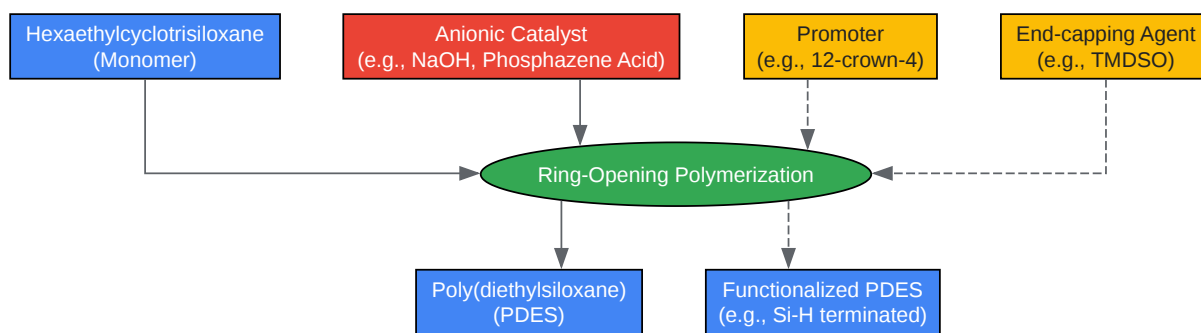 Hexaethylcyclotrisiloxane
(Monomer)
Anionic Catalyst
(e.g., NaOH, Phosphazene Acid)
Promoter
(e.g., 12-crown-4)
End-capping Agent
(e.g., TMDSO)
Ring-Opening Polymerization
Poly(diethylsiloxane)
(PDES)
Functionalized PDES
(e.g., Si-H terminated)